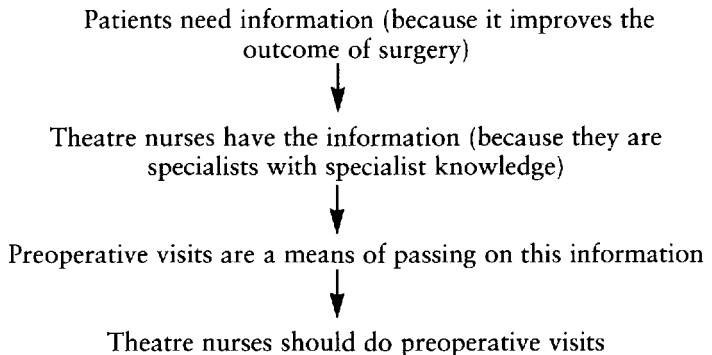 Patients need information (because it improves the
outcome of surgery)
Theatre nurses have the information (because they are
specialists with specialist knowledge)
Preoperative visits are a means of passing on this information
Theatre nurses should do preoperative visits